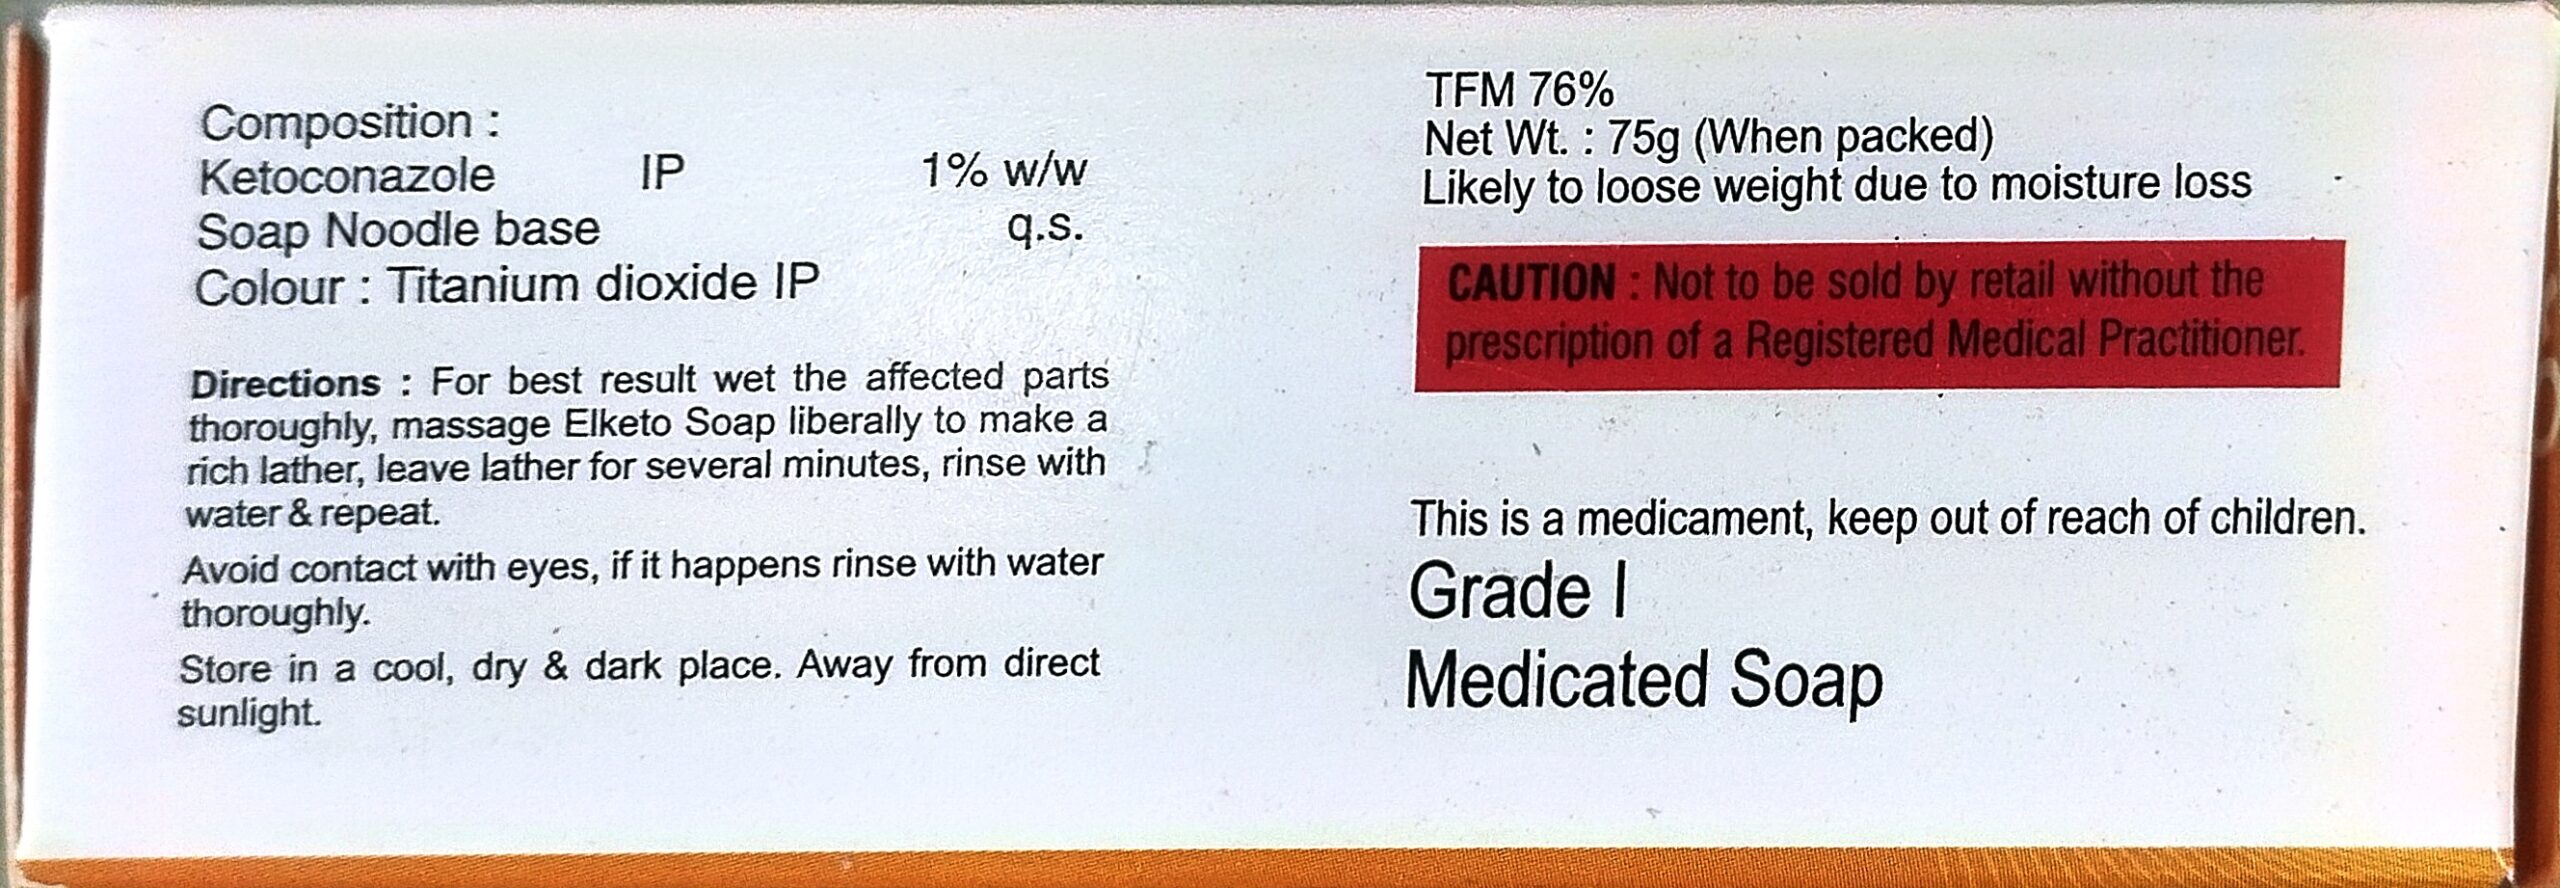 Composition :
Ketoconazole IP 1% w/w
Soap Noodle base q.s.
Colour : Titanium dioxide IP
Directions : For best result wet the affected parts
thoroughly, massage Elketo Soap liberally to make a
rich lather, leave lather for several minutes, rinse with
water & repeat.
Avoid contact with eyes, if it happens rinse with water
thoroughly.
Store in a cool, dry & dark place. Away from direct
sunlight.
TFM 76%
Net Wt. : 75g (When packed)
Likely to loose weight due to moisture loss
CAUTION : Not to be sold by retail without the
prescription of a Registered Medical Practitioner.
This is a medicament, keep out of reach of children.
Grade I
Medicated Soap